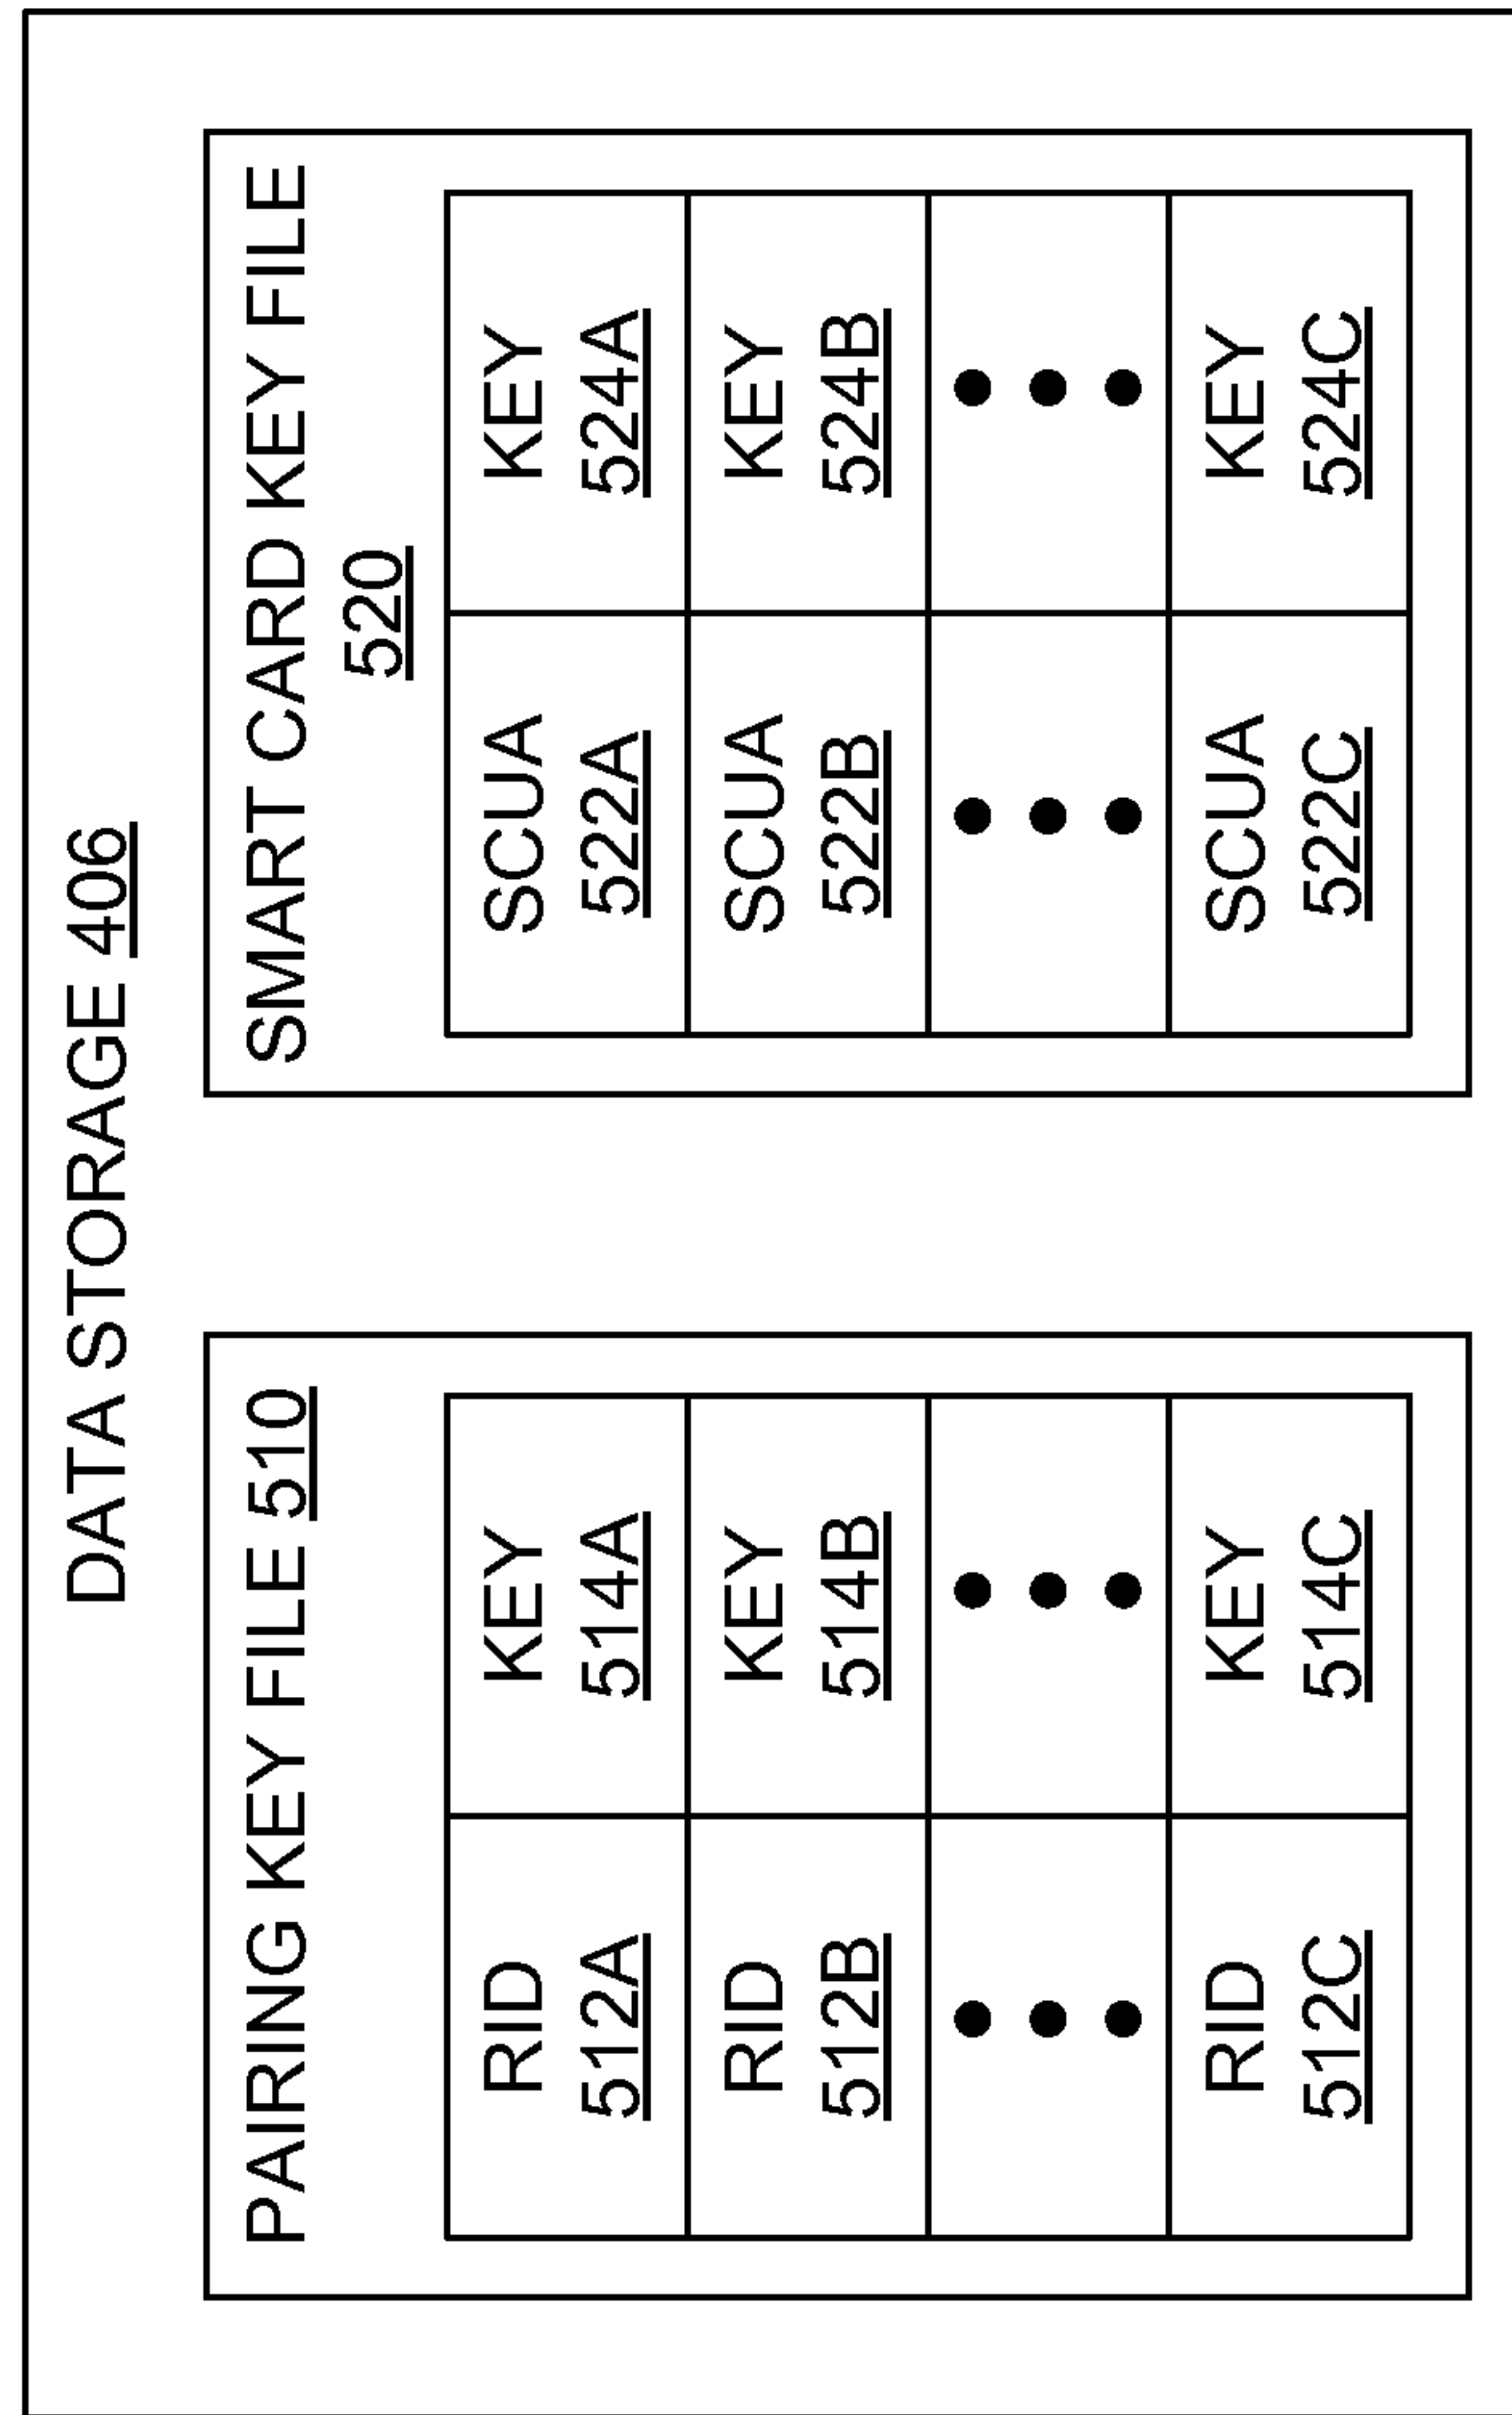 DATA STORAGE 406
PAIRING KEY FILE 510
RID
512A
KEY
514A
RID
512B
KEY
514B
RID
512C
KEY
514C
SMART CARD KEY FILE
520
SCUA
522A
KEY
524A
SCUA
522B
KEY
524B
SCUA
522C
KEY
524C